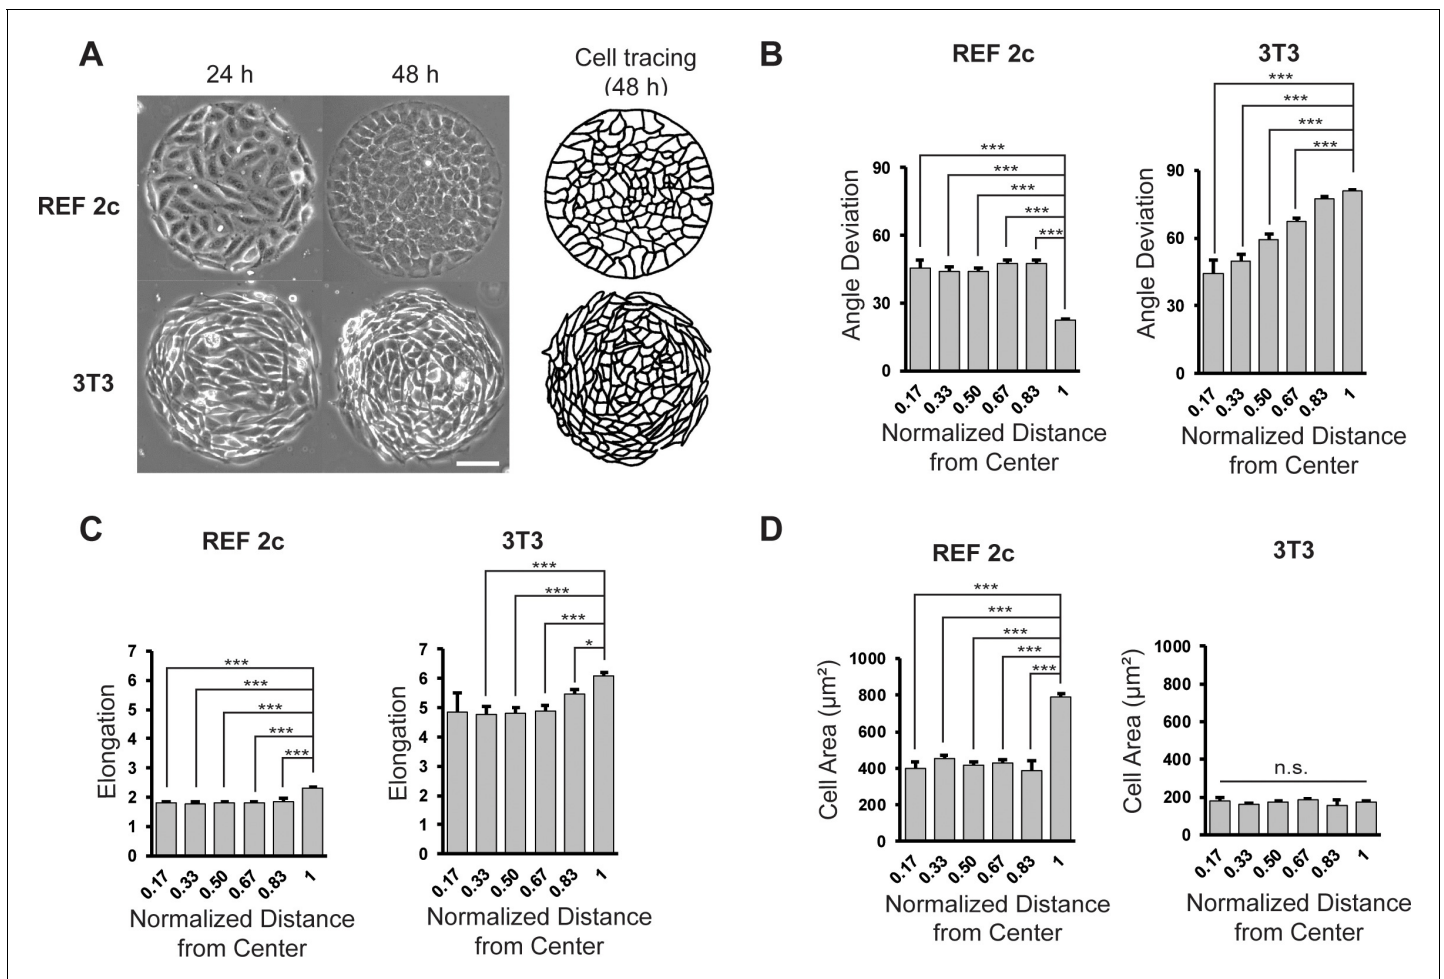 A
24 h
48 h
Cell tracing
(48 h)
REF 2c
3T3
B
REF 2c
3T3
***
***
***
***
***
***
***
***
***
Angle Deviation
90
60
30
0
0.17
0.33
0.50
0.67
0.83
1
Normalized Distance
from Center
Angle Deviation
90
60
30
0
0.17
0.33
0.50
0.67
0.83
1
Normalized Distance
from Center
C
REF 2c
3T3
***
***
***
***
***
Elongation
7
6
5
4
3
2
1
0
0.17
0.33
0.50
0.67
0.83
1
Normalized Distance
from Center
***
***
***
*
Elongation
7
6
5
4
3
2
1
0
0.17
0.33
0.50
0.67
0.83
1
Normalized Distance
from Center
D
REF 2c
3T3
***
***
***
***
***
Cell Area (µm²)
1000
800
600
400
200
0
0.17
0.33
0.50
0.67
0.83
1
Normalized Distance
from Center
Cell Area (µm²)
1000
800
600
400
200
0
n.s.
0.17
0.33
0.50
0.67
0.83
1
Normalized Distance
from Center